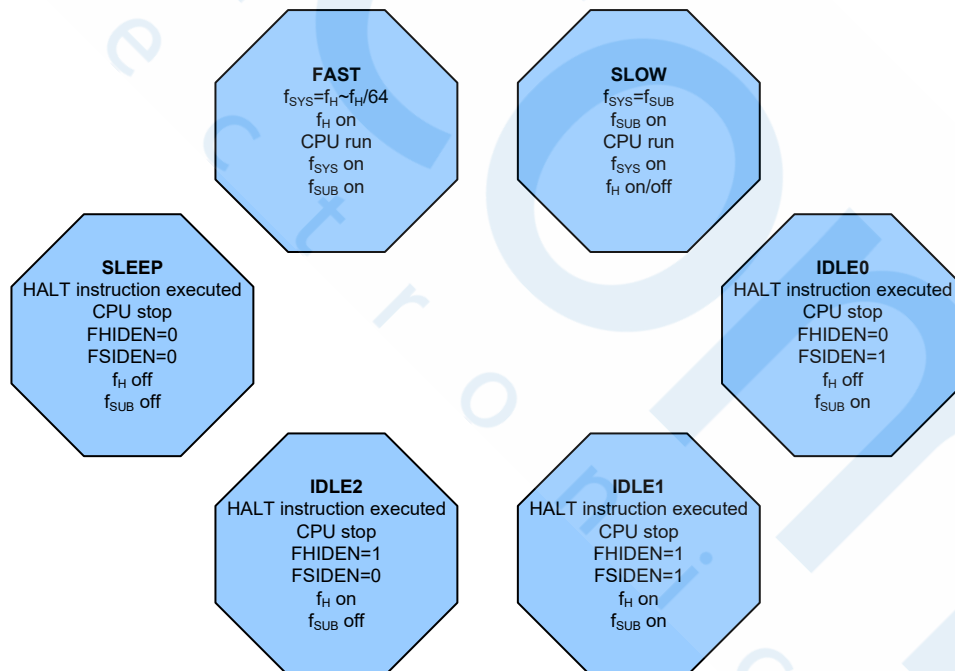 FAST
fSYS=fH~fH/64
fH on
CPU run
fSYS on
fSUB on
SLOW
fSYS=fSUB
fSUB on
CPU run
fSYS on
fH on/off
SLEEP
HALT instruction executed
CPU stop
FHIDEN=0
FSIDEN=0
fH off
fSUB off
IDLE0
HALT instruction executed
CPU stop
FHIDEN=0
FSIDEN=1
fH off
fSUB on
IDLE2
HALT instruction executed
CPU stop
FHIDEN=1
FSIDEN=0
fH on
fSUB off
IDLE1
HALT instruction executed
CPU stop
FHIDEN=1
FSIDEN=1
fH on
fSUB on